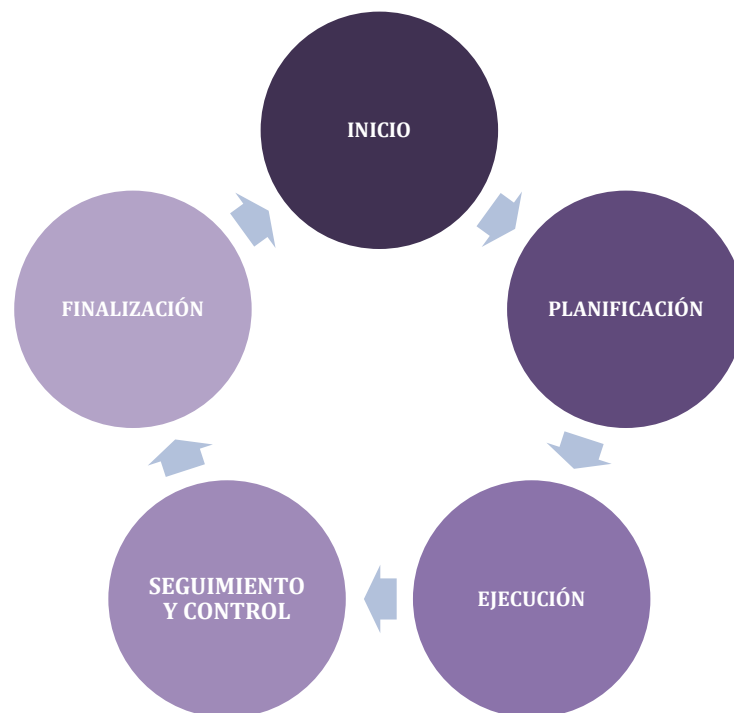 INICIO
PLANIFICACIÓN
EJECUCIÓN
SEGUIMIENTO
Y CONTROL
FINALIZACIÓN